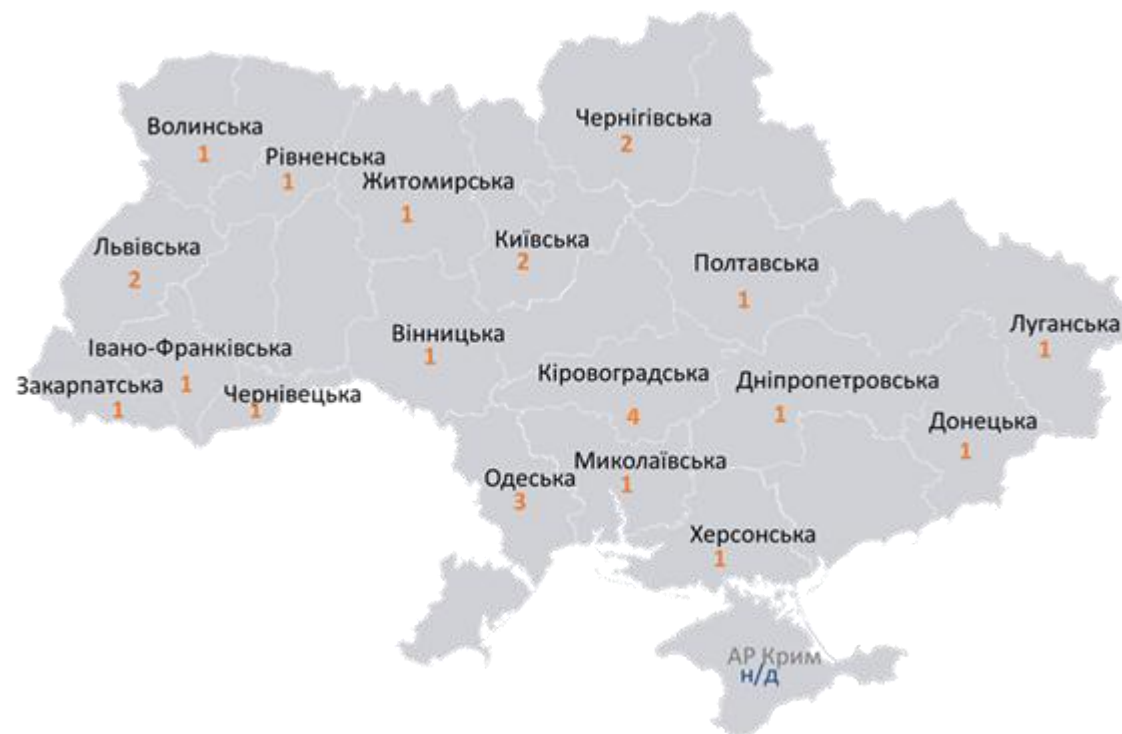 Чернігівська
2
Волинська
1
Рівненська
1
Житомирська
1
Львівська
2
Київська
2
Полтавська
1
Луганська
1
Вінницька
1
Івано-Франківська
1
Закарпатська
1
Чернівецька
1
Кіровоградська
4
Дніпропетровська
1
Донецька
1
Миколаївська
1
Одеська
3
Херсонська
1
АР Крим
н/д